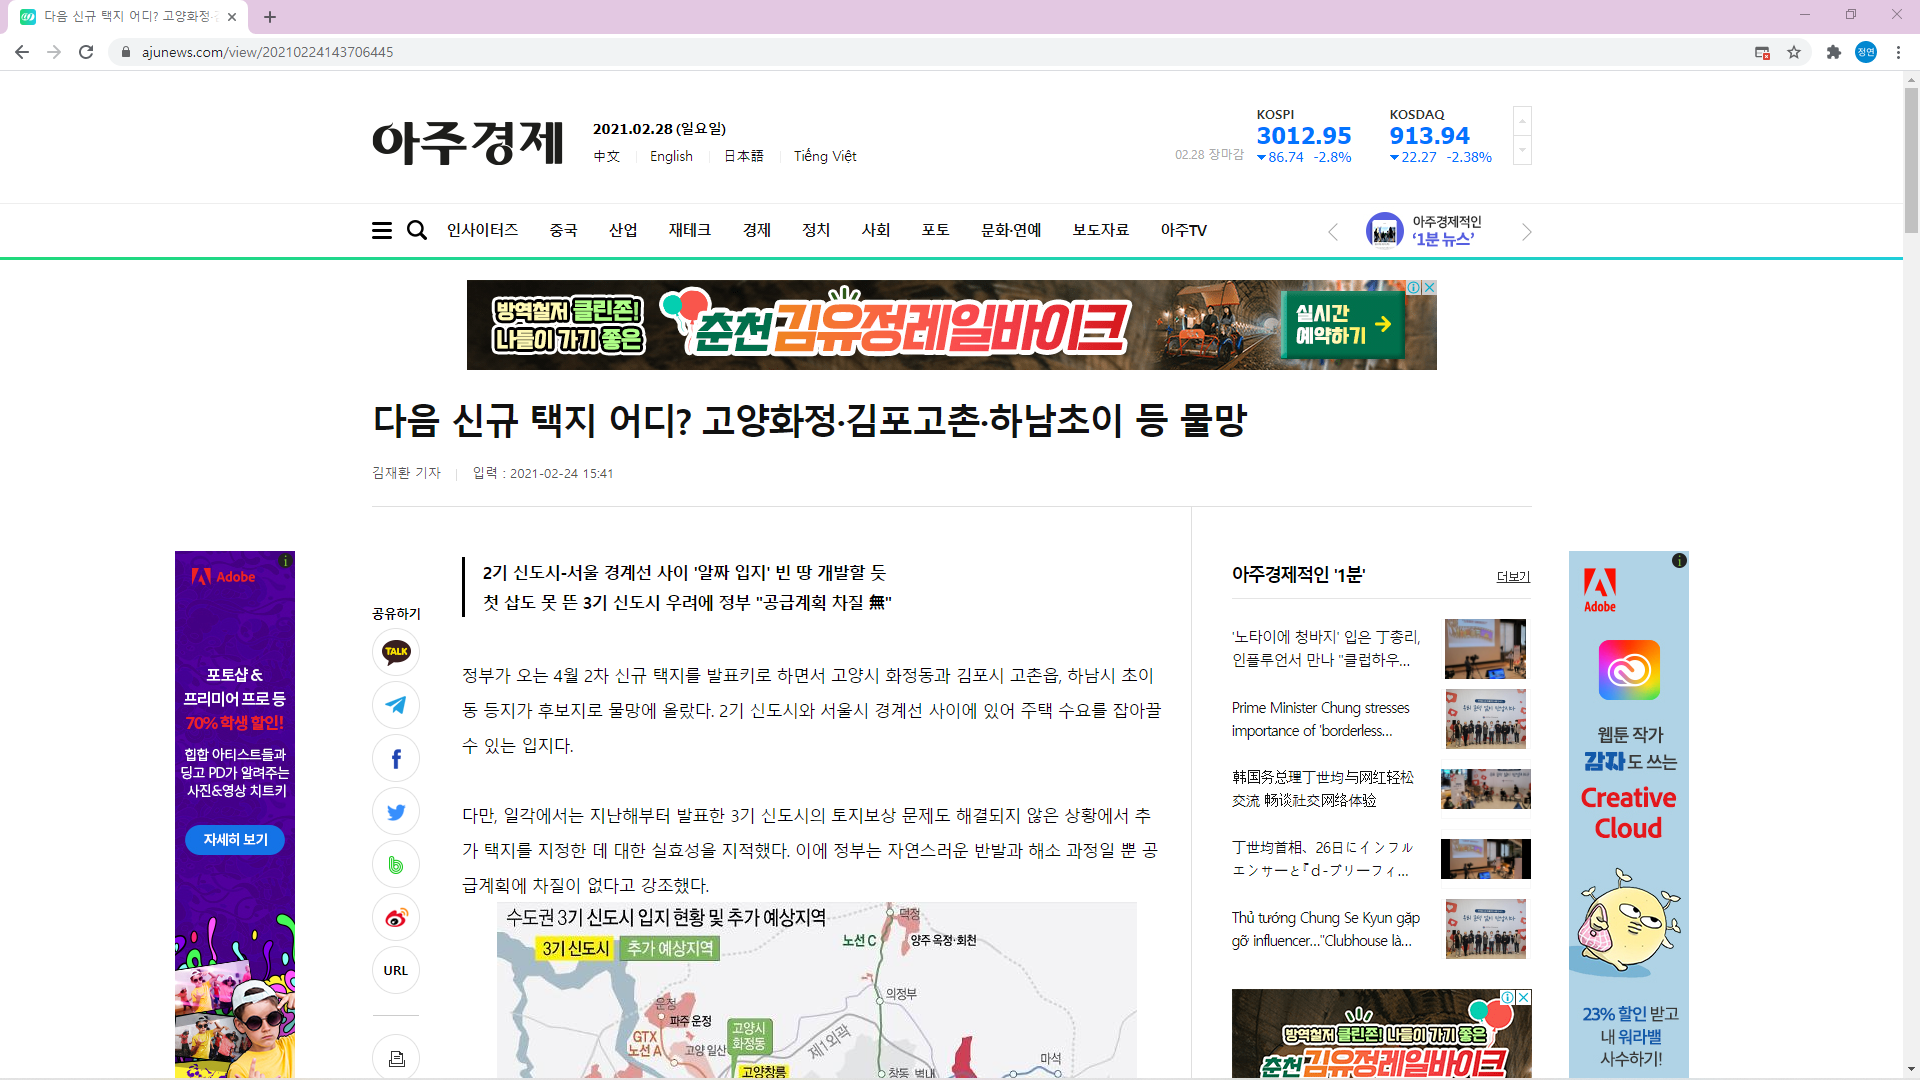 다음 신규 택지 어디? 고양화정·김
ajunews.com/view/20210224143706445
정연
아주경제
2021.02.28 (일요일)
中文 English 日本語 Tiếng Việt
02.28 장마감
KOSPI
3012.95
86.74 -2.8%
KOSDAQ
913.94
22.27 -2.38%
인사이터즈 중국 산업 재테크 경제 정치 사회 포토 문화·연예 보도자료 아주TV
아주경제적인
'1분 뉴스'
방역철저 클린존!
나들이 가기 좋은
춘천 김유정레일바이크
실시간
예약하기
다음 신규 택지 어디? 고양화정·김포고촌·하남초이 등 물망
김재환 기자 입력 : 2021-02-24 15:41
Adobe
포토샵 &
프리미어 프로 등
70% 학생 할인!
힙합 아티스트들과
딩고 PD가 알려주는
사진&영상 치트키
자세히 보기
공유하기
TALK
URL
2기 신도시-서울 경계선 사이 '알짜 입지' 빈 땅 개발할 듯
첫 삽도 못 뜬 3기 신도시 우려에 정부 "공급계획 차질 無"
정부가 오는 4월 2차 신규 택지를 발표키로 하면서 고양시 화정동과 김포시 고촌읍, 하남시 초이
동 등지가 후보지로 물망에 올랐다. 2기 신도시와 서울시 경계선 사이에 있어 주택 수요를 잡아끌
수 있는 입지다.
다만, 일각에서는 지난해부터 발표한 3기 신도시의 토지보상 문제도 해결되지 않은 상황에서 추
가 택지를 지정한 데 대한 실효성을 지적했다. 이에 정부는 자연스러운 반발과 해소 과정일 뿐 공
급계획에 차질이 없다고 강조했다.
수도권 3기 신도시 입지 현황 및 추가 예상지역
3기 신도시 추가 예상지역
덕정
노선 C
양주 옥정·회천
의정부
운정
파주 운정
GTX
노선 A
고양 일산
고양시
화정동
고양창릉
제1외곽
창동
별내
마석
아주경제적인 '1분'
더보기
'노타이에 청바지' 입은 丁총리,
인플루언서 만나 "클럽하우...
Prime Minister Chung stresses
importance of 'borderless...
韩国务总理丁世均与网红轻松
交流 畅谈社交网络体验
丁世均首相、26日にインフル
エンサーと『d-ブリーフィ...
Thủ tướng Chung Se Kyun gặp
gỡ influencer..."Clubhouse là...
방역철저 클린존! 나들이 가기 좋은
춘천 김유정레일바이크
Adobe
웹툰 작가
감자도 쓰는
Creative
Cloud
23% 할인 받고
내 워라밸
사수하기!